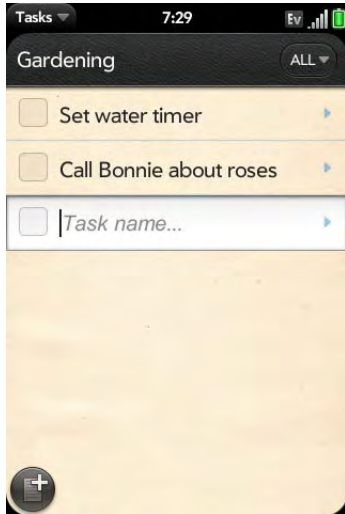 Tasks 7:29 Ev
Gardening ALL
Set water timer
Call Bonnie about roses
Task name...